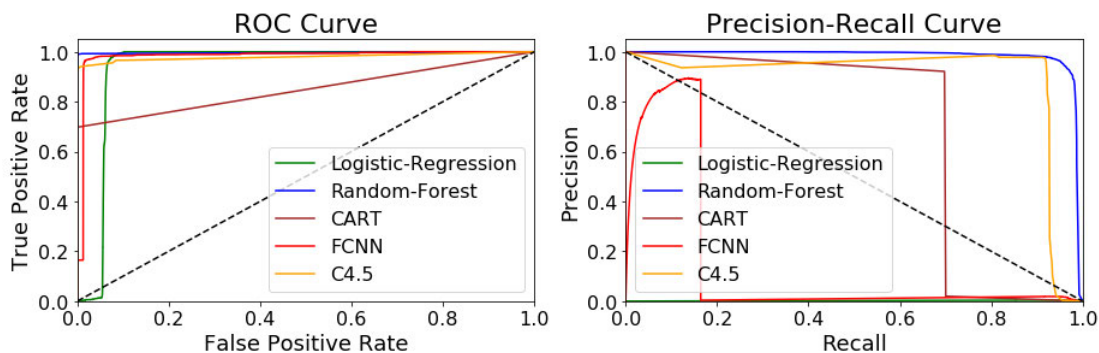 ROC Curve
1.0
0.8
0.6
0.4
0.2
0.0
True Positive Rate
Logistic-Regression
Random-Forest
CART
FCNN
C4.5
0.0 0.2 0.4 0.6 0.8 1.0
False Positive Rate
Precision-Recall Curve
1.0
0.8
0.6
0.4
0.2
0.0
Precision
Logistic-Regression
Random-Forest
CART
FCNN
C4.5
0.0 0.2 0.4 0.6 0.8 1.0
Recall